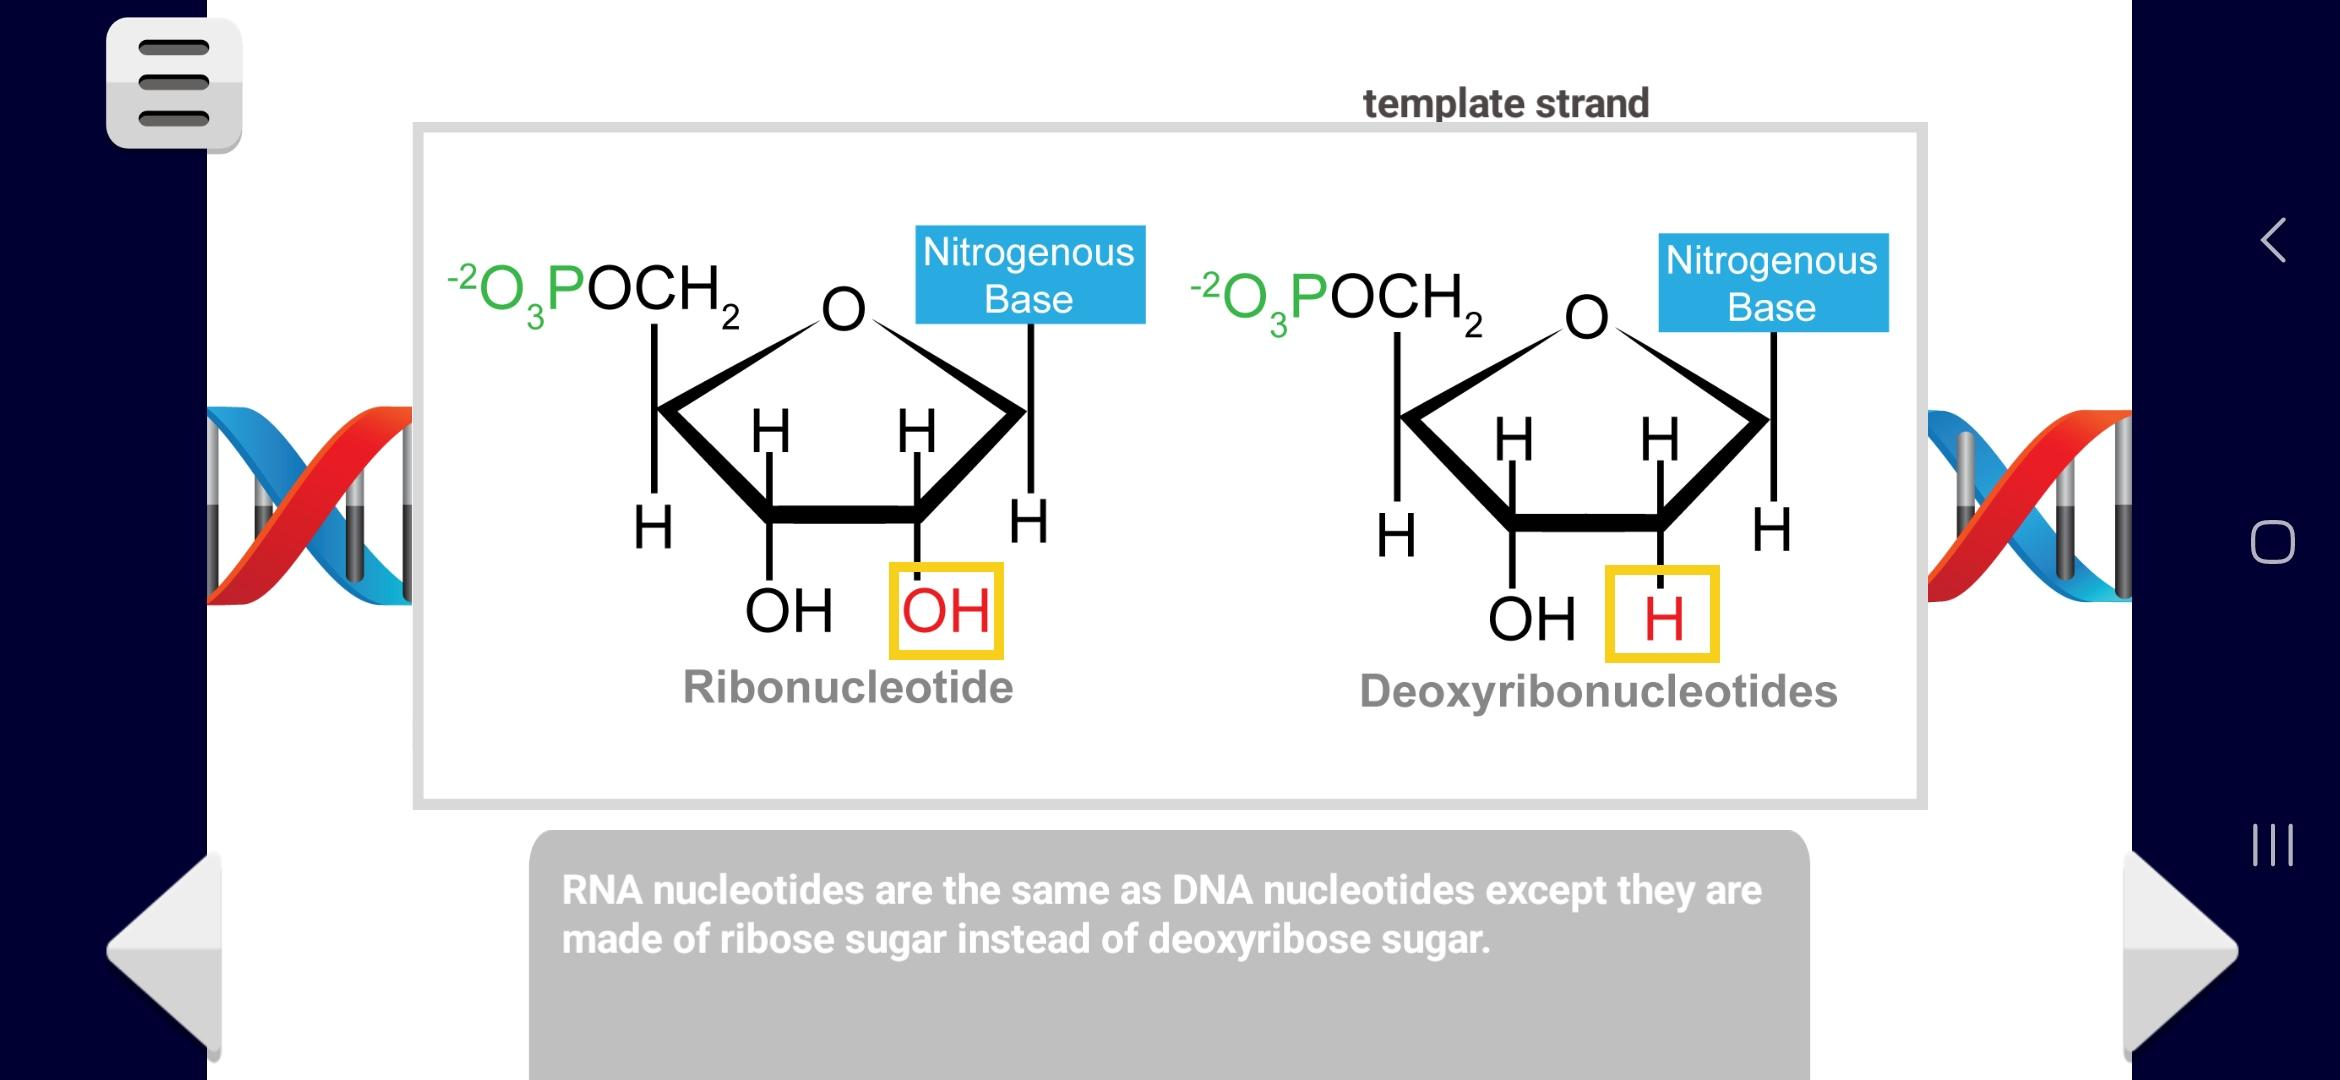 template strand
-2O3POCH2
O
Nitrogenous
Base
H
H
H
H
OH
OH
Ribonucleotide
-2O3POCH2
O
Nitrogenous
Base
H
H
H
H
OH
H
Deoxyribonucleotides
RNA nucleotides are the same as DNA nucleotides except they are
made of ribose sugar instead of deoxyribose sugar.